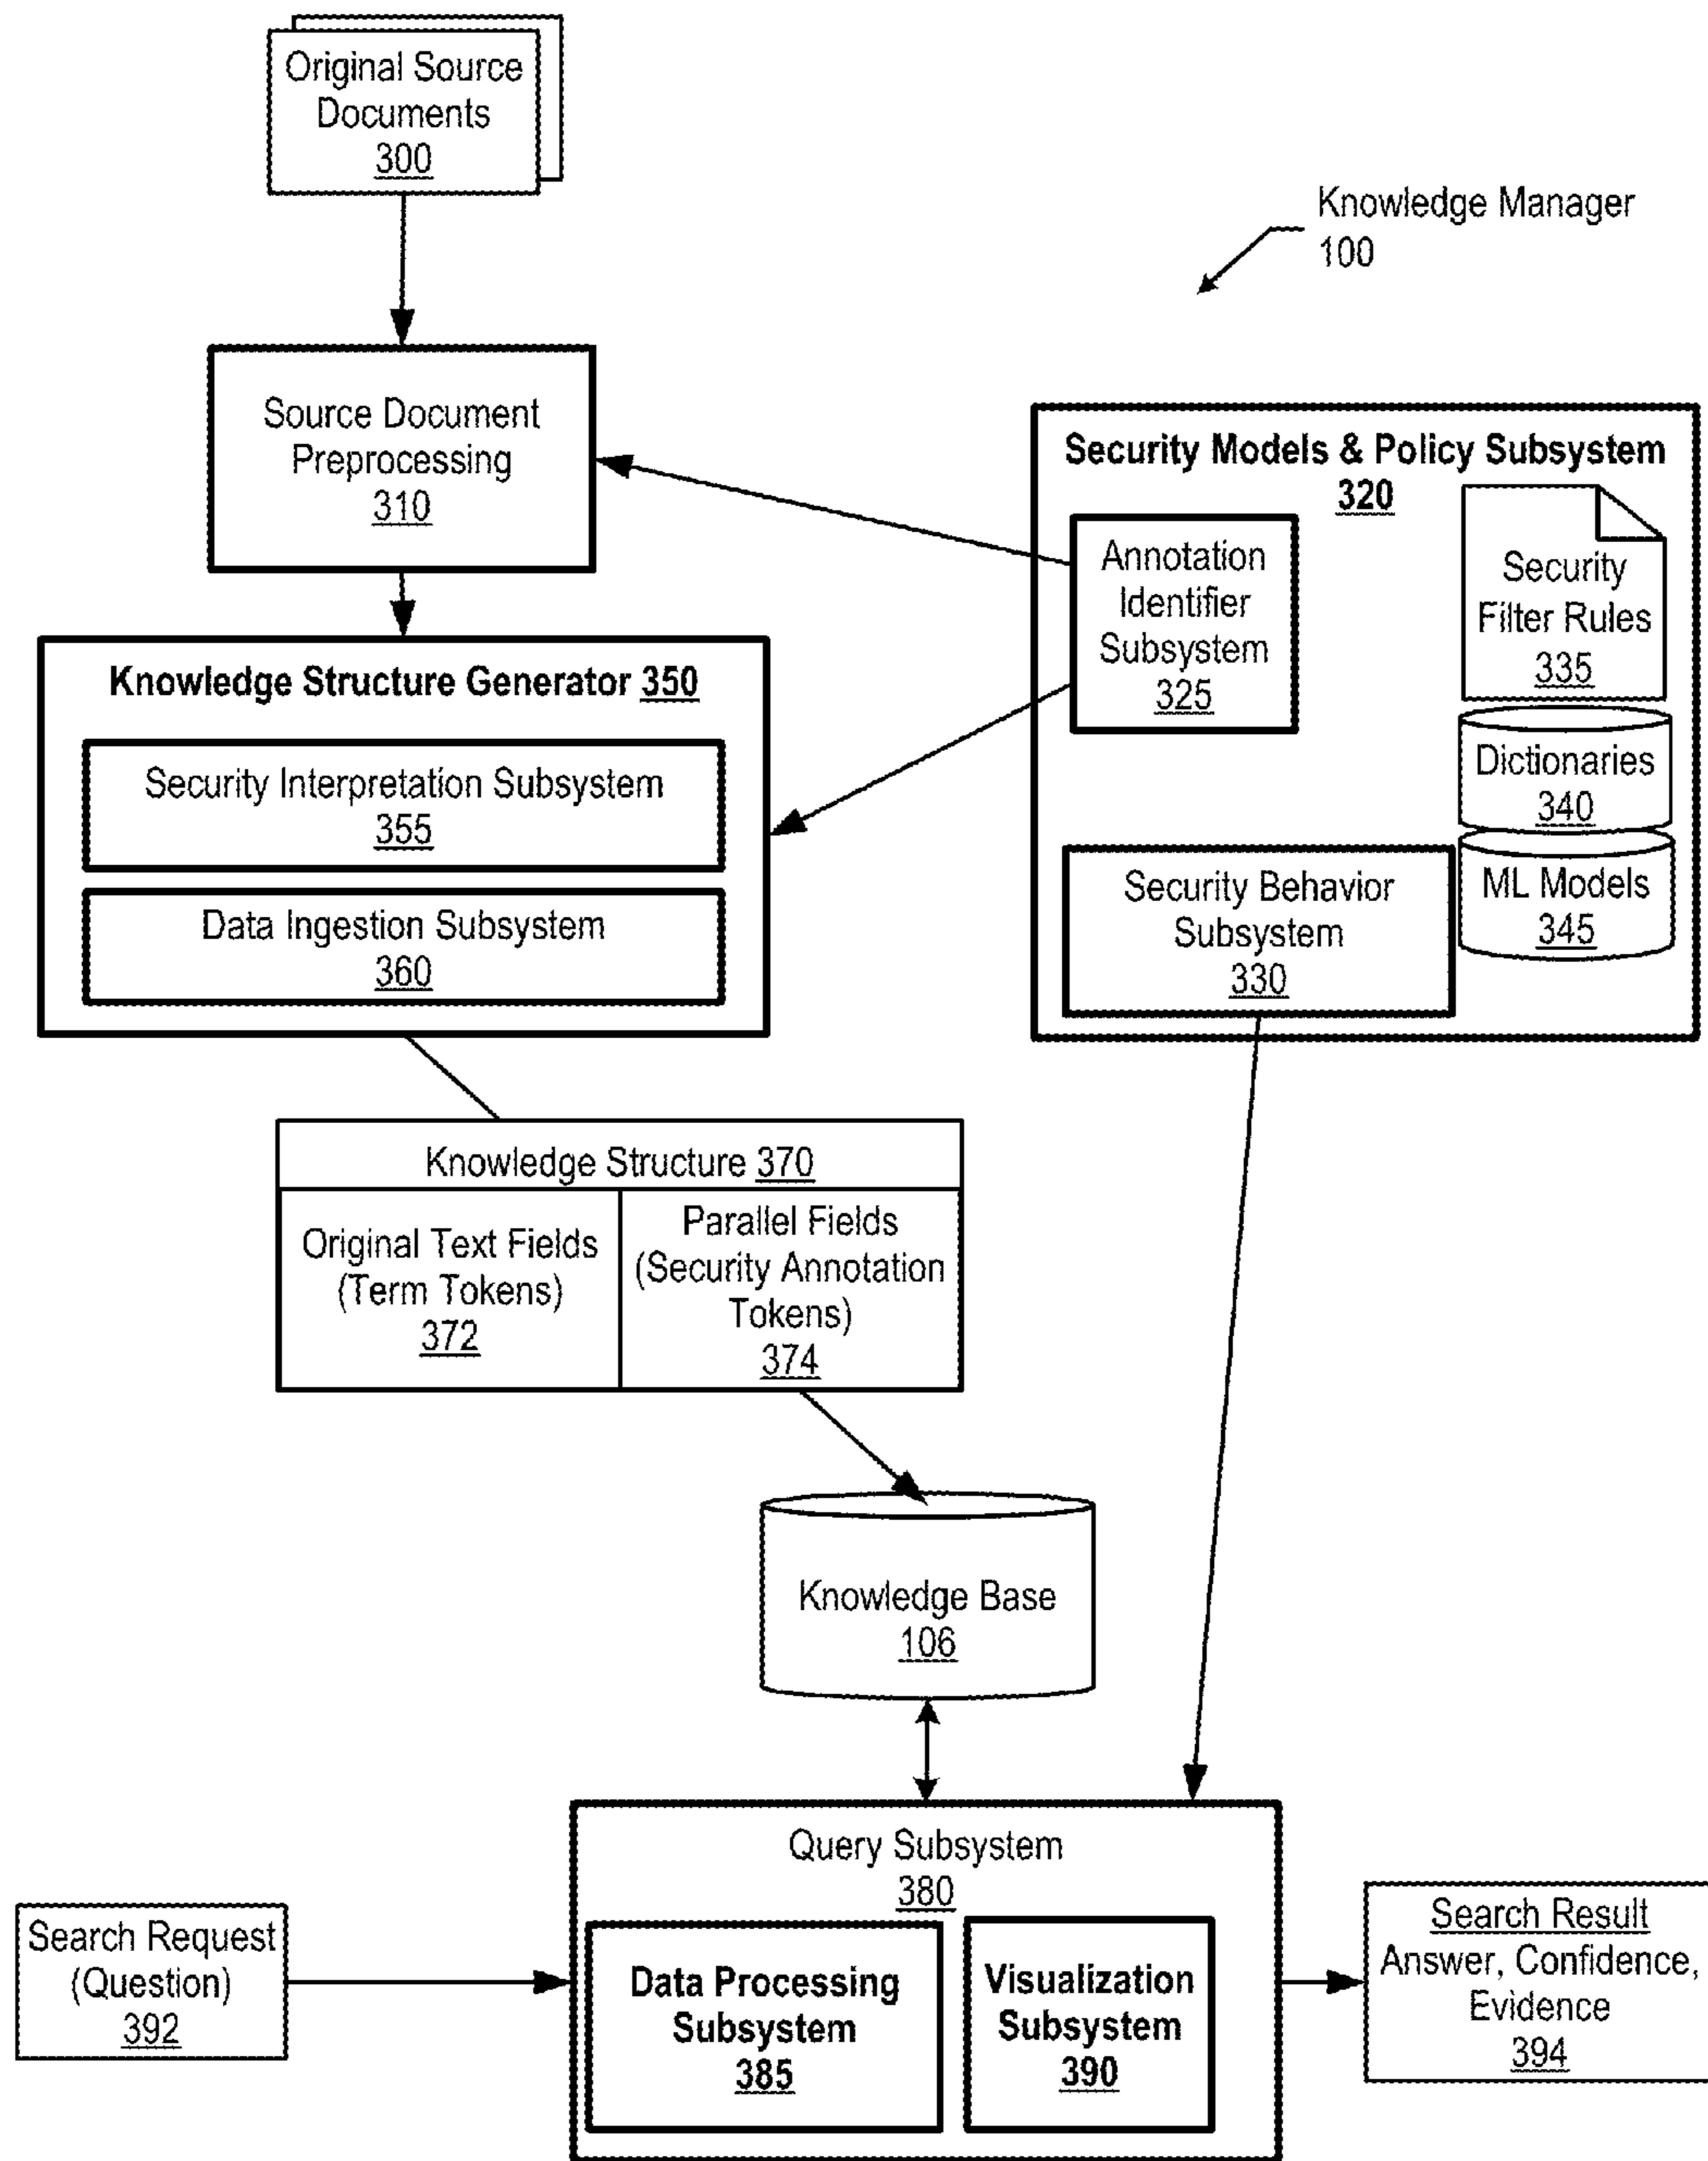 Original Source
Documents
300
Knowledge Manager
100
Source Document
Preprocessing
310
Security Models & Policy Subsystem
320
Annotation
Identifier
Subsystem
325
Security
Filter Rules
335
Dictionaries
340
ML Models
345
Security Behavior
Subsystem
330
Knowledge Structure Generator 350
Security Interpretation Subsystem
355
Data Ingestion Subsystem
360
Knowledge Structure 370
Original Text Fields
(Term Tokens)
372
Parallel Fields
(Security Annotation
Tokens)
374
Knowledge Base
106
Query Subsystem
380
Search Request
(Question)
392
Data Processing
Subsystem
385
Visualization
Subsystem
390
Search Result
Answer, Confidence,
Evidence
394